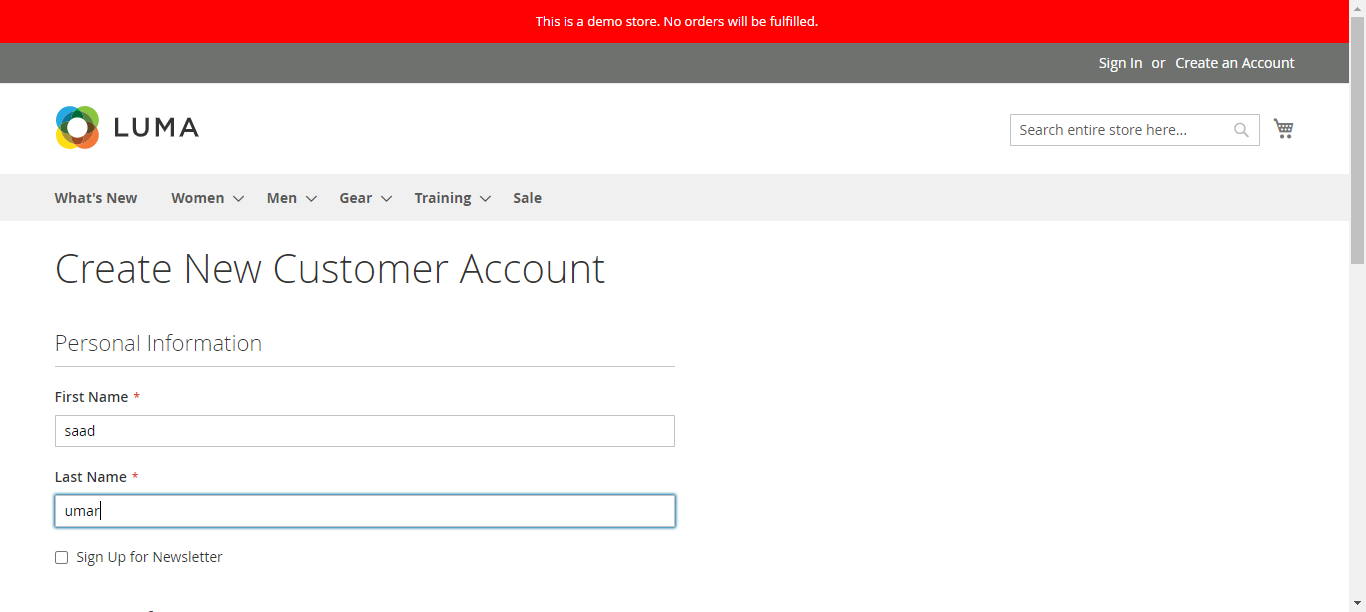 This is a demo store. No orders will be fulfilled.
Sign In or Create an Account
LUMA
Search entire store here...
What's New Women Men Gear Training Sale
Create New Customer Account
Personal Information
First Name *
saad
Last Name *
umar
Sign Up for Newsletter